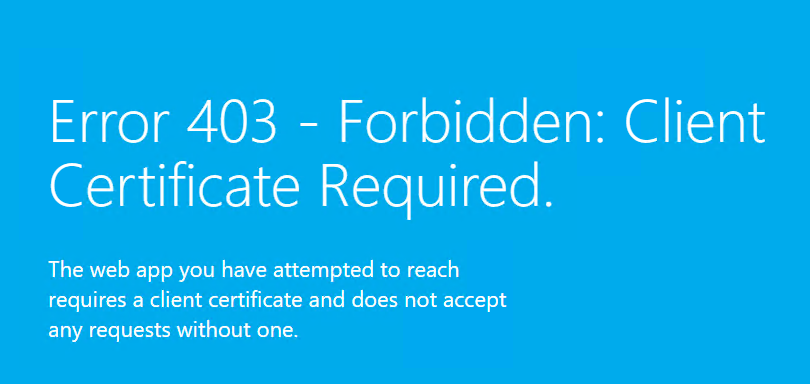 Error 403 - Forbidden: Client
Certificate Required.
The web app you have attempted to reach
requires a client certificate and does not accept
any requests without one.